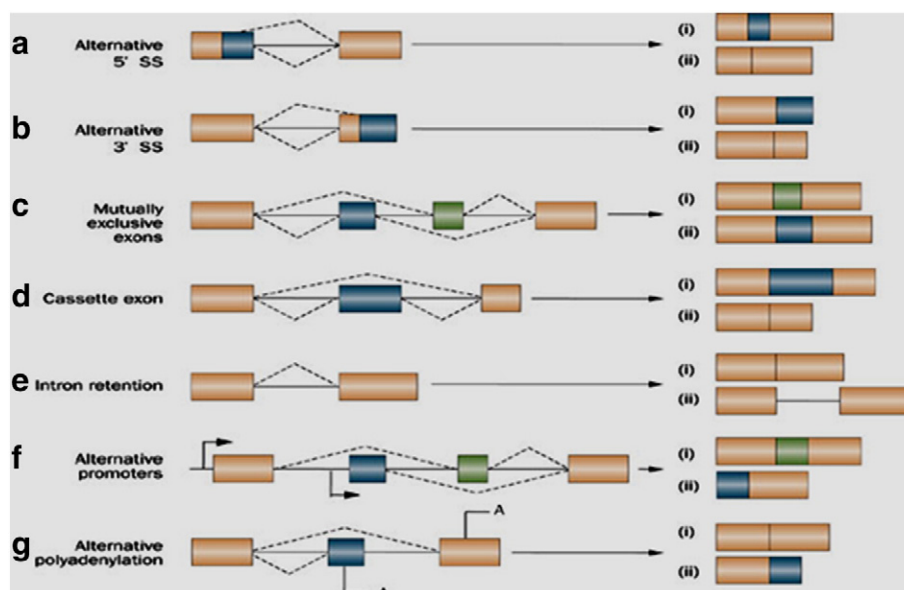 a
Alternative
5' SS
(i)
(ii)
b
Alternative
3' SS
(i)
(ii)
c
Mutually
exclusive
exons
(i)
(ii)
d
Cassette exon
(i)
(ii)
e
Intron retention
(i)
(ii)
f
Alternative
promoters
(i)
(ii)
g
Alternative
polyadenylation
A
(i)
(ii)